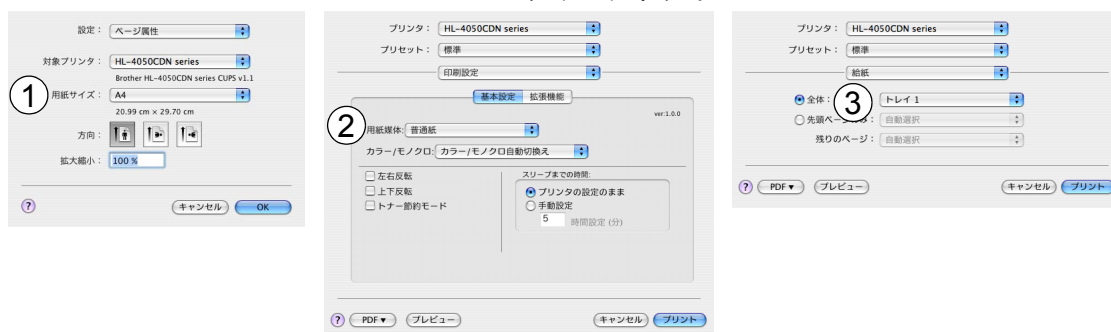 設定： ページ属性
対象プリンタ： HL-4050CDN series
Brother HL-4050CDN series CUPS v1.1
① 用紙サイズ： A4
20.99 cm × 29.70 cm
方向：
拡大縮小： 100 %
? キャンセル OK
プリンタ： HL-4050CDN series
プリセット： 標準
印刷設定
基本設定 拡張機能
ver:1.0.0
② 用紙媒体: 普通紙
カラー/モノクロ: カラー/モノクロ自動切換え
左右反転
上下反転
トナー節約モード
スリープまでの時間:
プリンタの設定のまま
手動設定
5 時間設定 (分)
? PDF▼ プレビュー キャンセル プリント
プリンタ： HL-4050CDN series
プリセット： 標準
給紙
全体： ③ トレイ 1
先頭ページのみ： 自動選択
残りのページ： 自動選択
? PDF▼ プレビュー キャンセル プリント